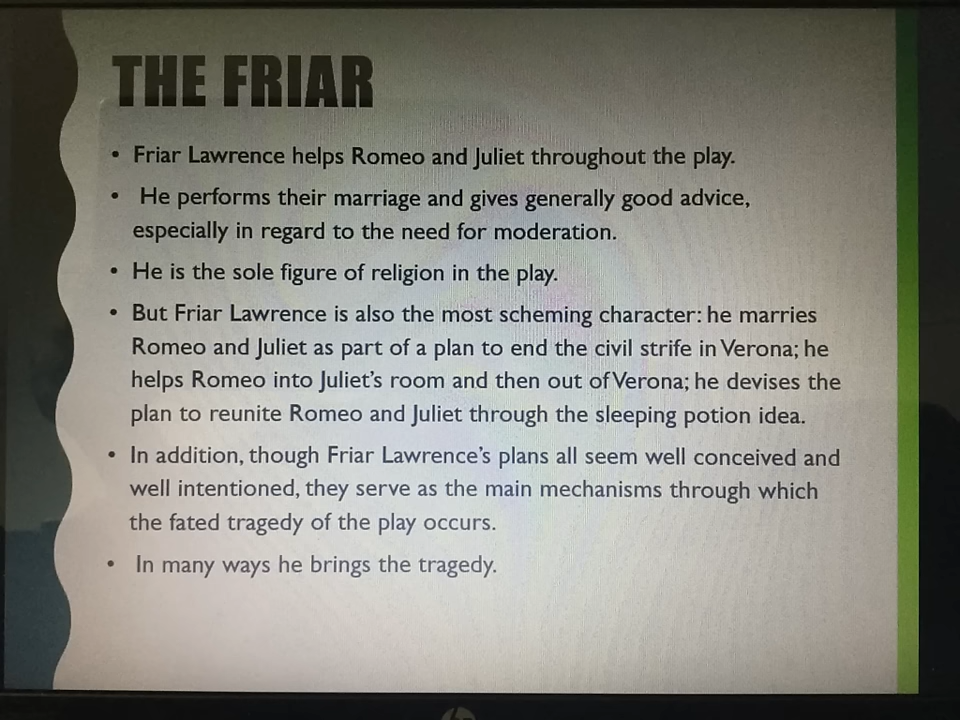 THE FRIAR
• Friar Lawrence helps Romeo and Juliet throughout the play.
• He performs their marriage and gives generally good advice,
especially in regard to the need for moderation.
• He is the sole figure of religion in the play.
• But Friar Lawrence is also the most scheming character: he marries
Romeo and Juliet as part of a plan to end the civil strife in Verona; he
helps Romeo into Juliet's room and then out of Verona; he devises the
plan to reunite Romeo and Juliet through the sleeping potion idea.
• In addition, though Friar Lawrence's plans all seem well conceived and
well intentioned, they serve as the main mechanisms through which
the fated tragedy of the play occurs.
• In many ways he brings the tragedy.
hp